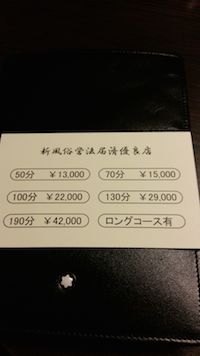 新風俗営法届済優良店
50分 ￥13,000 70分 ￥15,000
100分 ￥22,000 130分 ￥29,000
190分 ￥42,000 ロングコース有